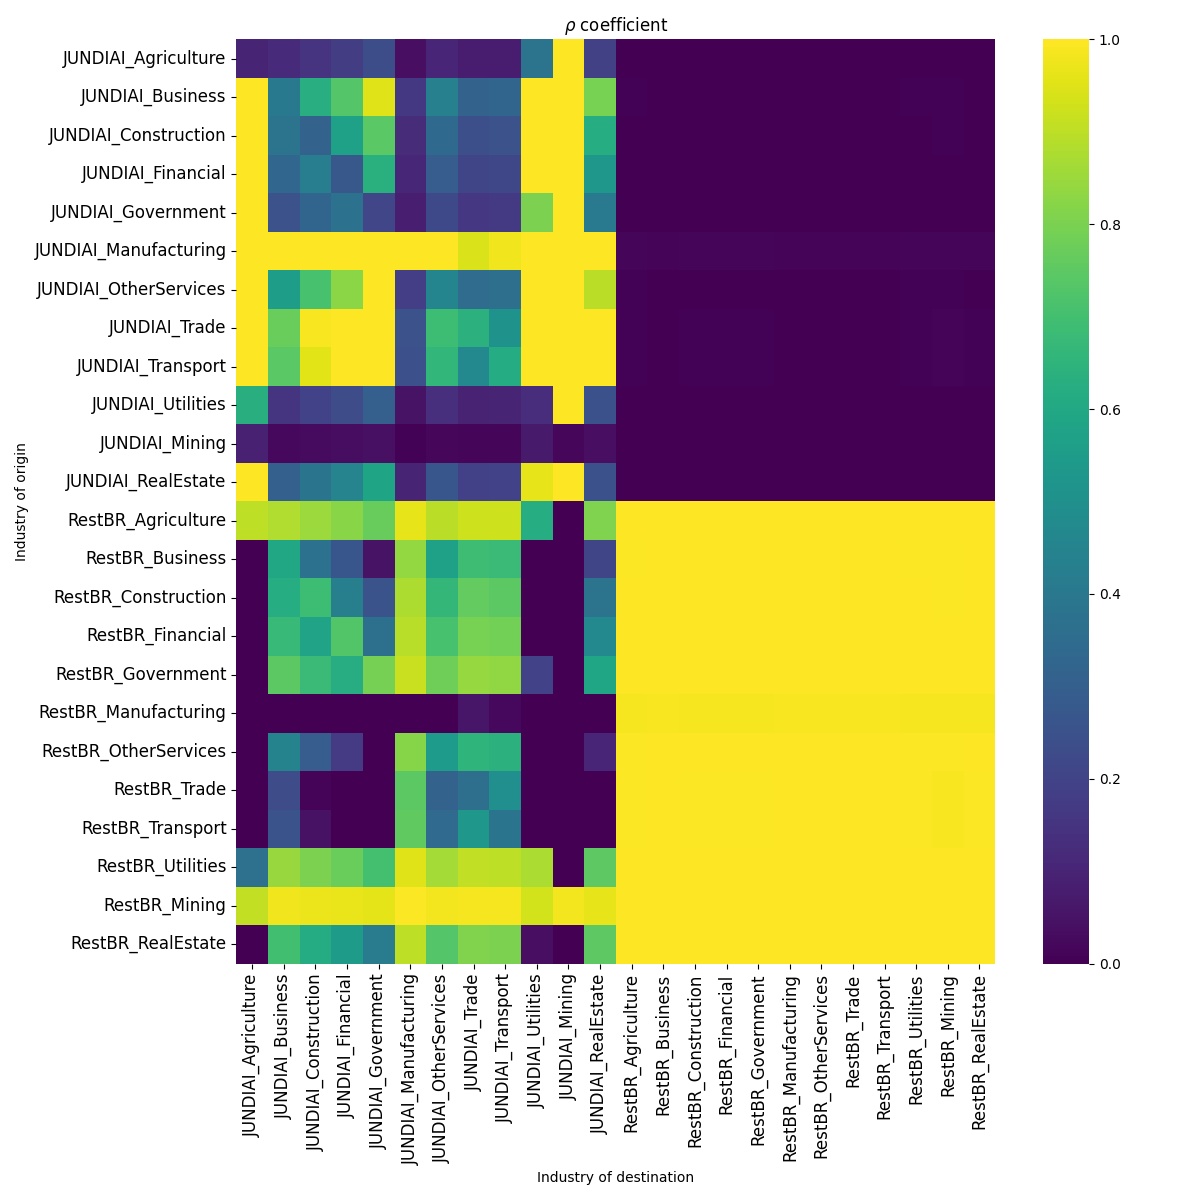 ρ coefficient
JUNDIAI_Agriculture
JUNDIAI_Business
JUNDIAI_Construction
JUNDIAI_Financial
JUNDIAI_Government
JUNDIAI_Manufacturing
JUNDIAI_OtherServices
JUNDIAI_Trade
JUNDIAI_Transport
JUNDIAI_Utilities
JUNDIAI_Mining
JUNDIAI_RealEstate
RestBR_Agriculture
RestBR_Business
RestBR_Construction
RestBR_Financial
RestBR_Government
RestBR_Manufacturing
RestBR_OtherServices
RestBR_Trade
RestBR_Transport
RestBR_Utilities
RestBR_Mining
RestBR_RealEstate
Industry of origin
JUNDIAI_Agriculture
JUNDIAI_Business
JUNDIAI_Construction
JUNDIAI_Financial
JUNDIAI_Government
JUNDIAI_Manufacturing
JUNDIAI_OtherServices
JUNDIAI_Trade
JUNDIAI_Transport
JUNDIAI_Utilities
JUNDIAI_Mining
JUNDIAI_RealEstate
RestBR_Agriculture
RestBR_Business
RestBR_Construction
RestBR_Financial
RestBR_Government
RestBR_Manufacturing
RestBR_OtherServices
RestBR_Trade
RestBR_Transport
RestBR_Utilities
RestBR_Mining
RestBR_RealEstate
Industry of destination
1.0
0.8
0.6
0.4
0.2
0.0